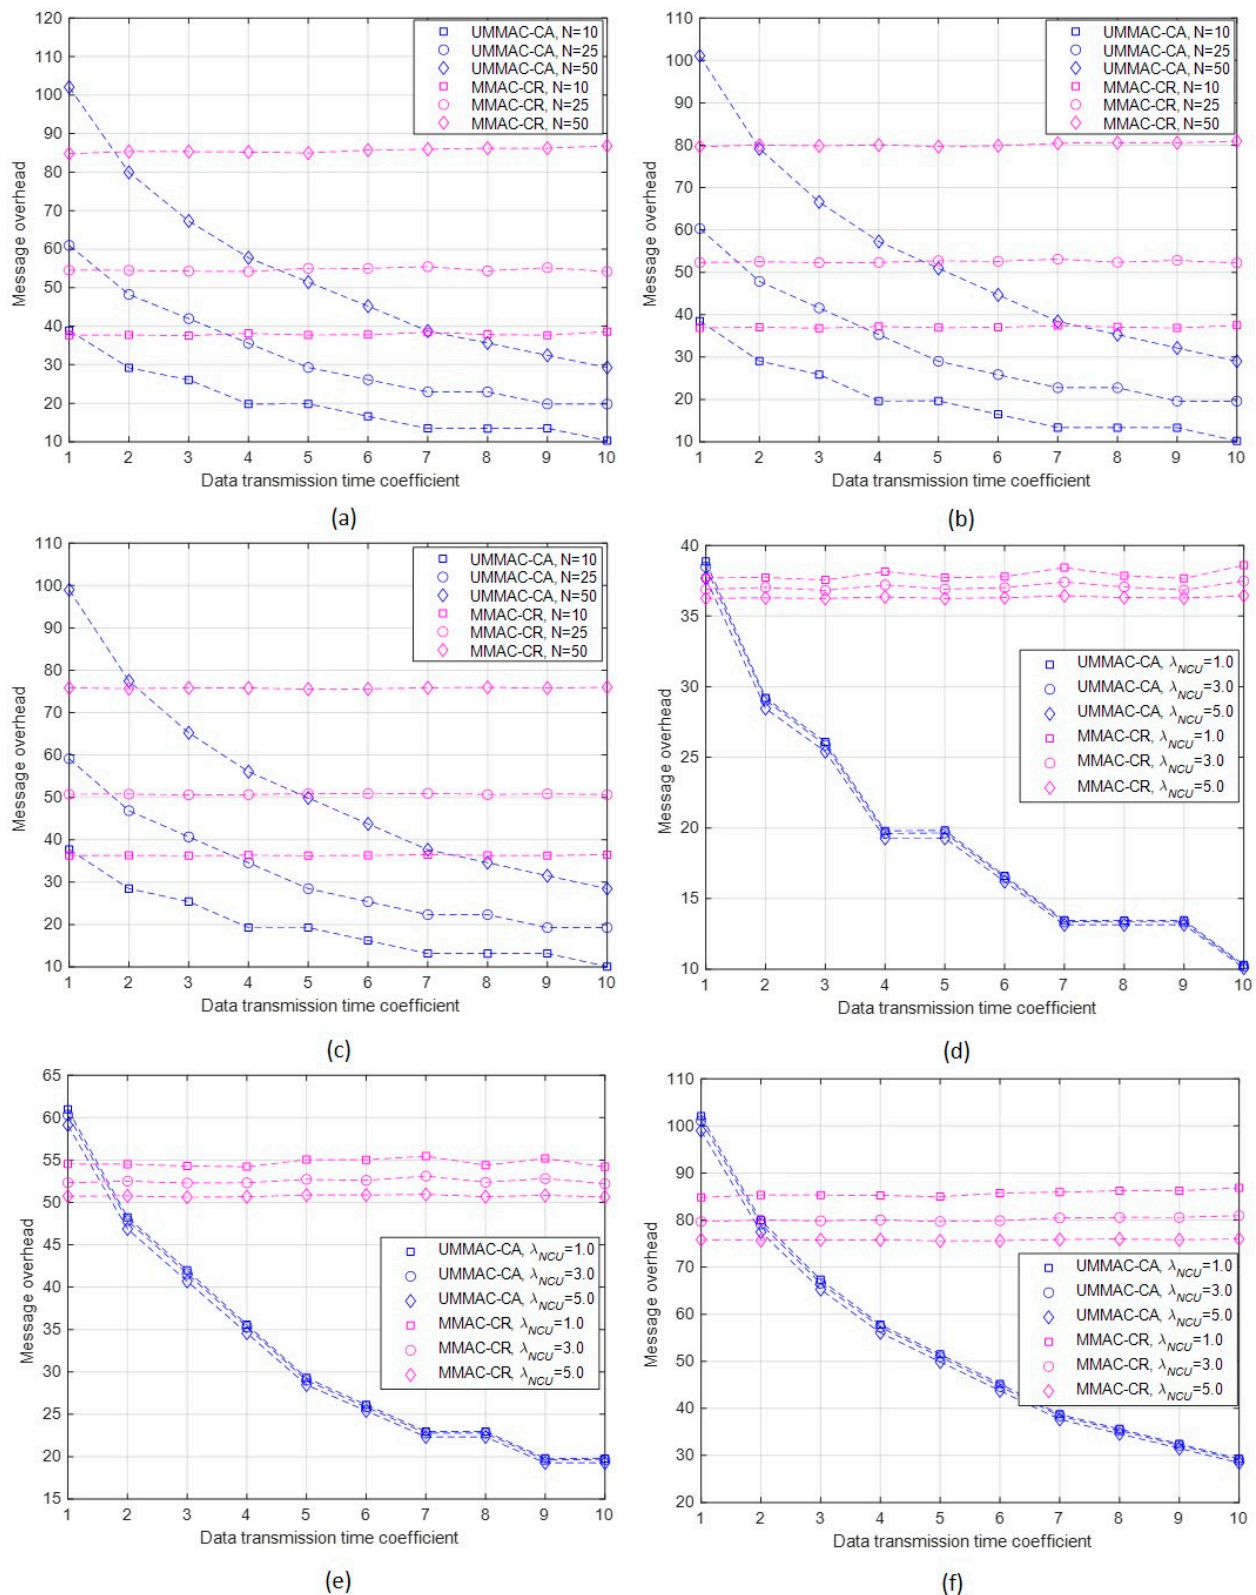 120
110
100
90
80
70
60
50
40
30
20
10
Message overhead
1 2 3 4 5 6 7 8 9 10
Data transmission time coefficient
UMMAC-CA, N=10
UMMAC-CA, N=25
UMMAC-CA, N=50
MMAC-CR, N=10
MMAC-CR, N=25
MMAC-CR, N=50
(a)
110
100
90
80
70
60
50
40
30
20
10
Message overhead
1 2 3 4 5 6 7 8 9 10
Data transmission time coefficient
UMMAC-CA, N=10
UMMAC-CA, N=25
UMMAC-CA, N=50
MMAC-CR, N=10
MMAC-CR, N=25
MMAC-CR, N=50
(b)
110
100
90
80
70
60
50
40
30
20
10
Message overhead
1 2 3 4 5 6 7 8 9 10
Data transmission time coefficient
UMMAC-CA, N=10
UMMAC-CA, N=25
UMMAC-CA, N=50
MMAC-CR, N=10
MMAC-CR, N=25
MMAC-CR, N=50
(c)
40
35
30
25
20
15
10
Message overhead
1 2 3 4 5 6 7 8 9 10
Data transmission time coefficient
UMMAC-CA, λNCU=1.0
UMMAC-CA, λNCU=3.0
UMMAC-CA, λNCU=5.0
MMAC-CR, λNCU=1.0
MMAC-CR, λNCU=3.0
MMAC-CR, λNCU=5.0
(d)
65
60
55
50
45
40
35
30
25
20
15
Message overhead
1 2 3 4 5 6 7 8 9 10
Data transmission time coefficient
UMMAC-CA, λNCU=1.0
UMMAC-CA, λNCU=3.0
UMMAC-CA, λNCU=5.0
MMAC-CR, λNCU=1.0
MMAC-CR, λNCU=3.0
MMAC-CR, λNCU=5.0
(e)
110
100
90
80
70
60
50
40
30
20
Message overhead
1 2 3 4 5 6 7 8 9 10
Data transmission time coefficient
UMMAC-CA, λNCU=1.0
UMMAC-CA, λNCU=3.0
UMMAC-CA, λNCU=5.0
MMAC-CR, λNCU=1.0
MMAC-CR, λNCU=3.0
MMAC-CR, λNCU=5.0
(f)